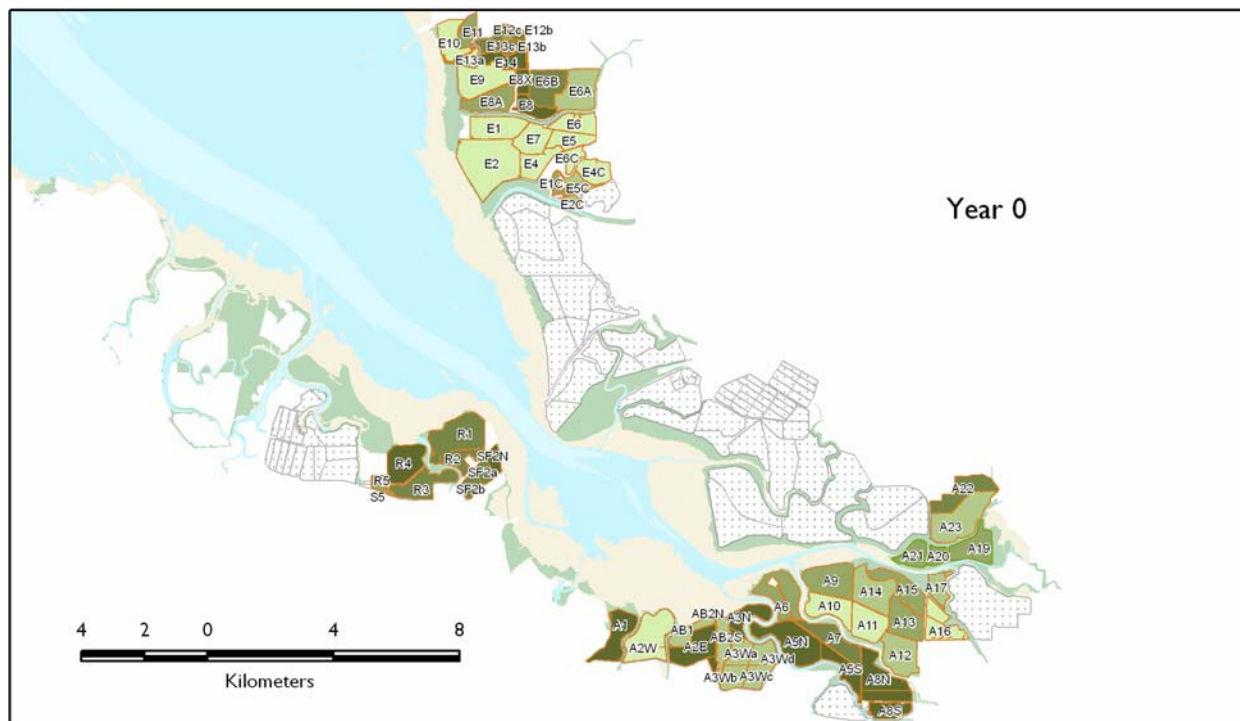 E12c E12b
E11
E10
E13c E13b
E13a E14
E9 E8X E6B
E6A
E8A E8
E1 E6
E7 E5
E6C
E2 E4 E4C
E1C E5C
E2C
Year 0
R1
R4 R2 SF2N
SF2a
R5 R3 SF2b
S5
A22
A23
A21 A20 A19
A9 A14 A15 A17
A6 A10
AB2N A3N A11 A13 A16
A1 AB1 AB2S
A2W A2E A5N A7
A3Wa A3Wd A12
A3Wb A3Wc A5S A8N
A8S
4 2 0 4 8
Kilometers